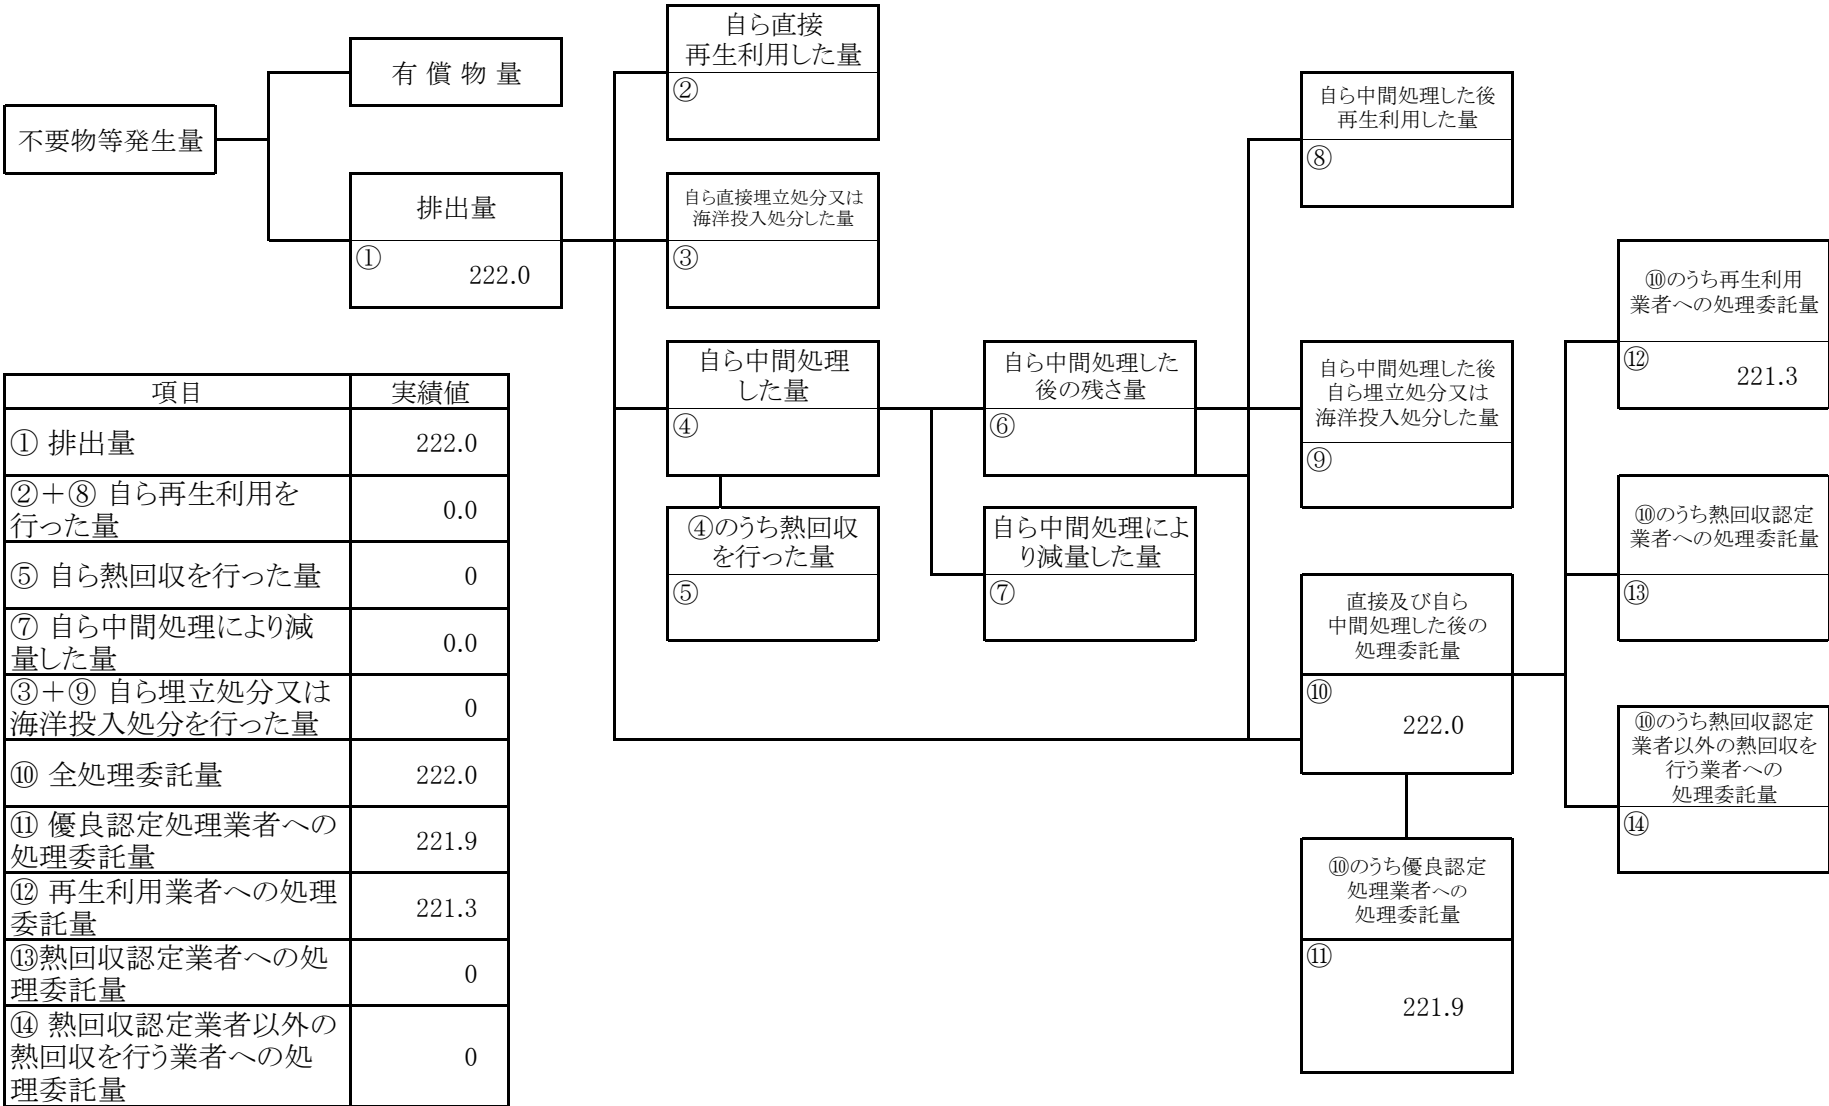 不要物等発生量
有 償 物 量
排出量
①
222.0
自ら直接
再生利用した量
②
自ら直接埋立処分又は
海洋投入処分した量
③
自ら中間処理
した量
④
④のうち熱回収
を行った量
⑤
自ら中間処理した
後の残さ量
⑥
自ら中間処理によ
り減量した量
⑦
自ら中間処理した後
再生利用した量
⑧
自ら中間処理した後
自ら埋立処分又は
海洋投入処分した量
⑨
直接及び自ら
中間処理した後の
処理委託量
⑩
222.0
⑩のうち優良認定
処理業者への
処理委託量
⑪
221.9
⑩のうち再生利用
業者への処理委託量
⑫
221.3
⑩のうち熱回収認定
業者への処理委託量
⑬
⑩のうち熱回収認定
業者以外の熱回収を
行う業者への
処理委託量
⑭
項目 実績値
① 排出量 222.0
②+⑧ 自ら再生利用を
行った量 0.0
⑤ 自ら熱回収を行った量 0
⑦ 自ら中間処理により減
量した量 0.0
③+⑨ 自ら埋立処分又は
海洋投入処分を行った量 0
⑩ 全処理委託量 222.0
⑪ 優良認定処理業者への
処理委託量 221.9
⑫ 再生利用業者への処理
委託量 221.3
⑬熱回収認定業者への処
理委託量 0
⑭ 熱回収認定業者以外の
熱回収を行う業者への処
理委託量 0